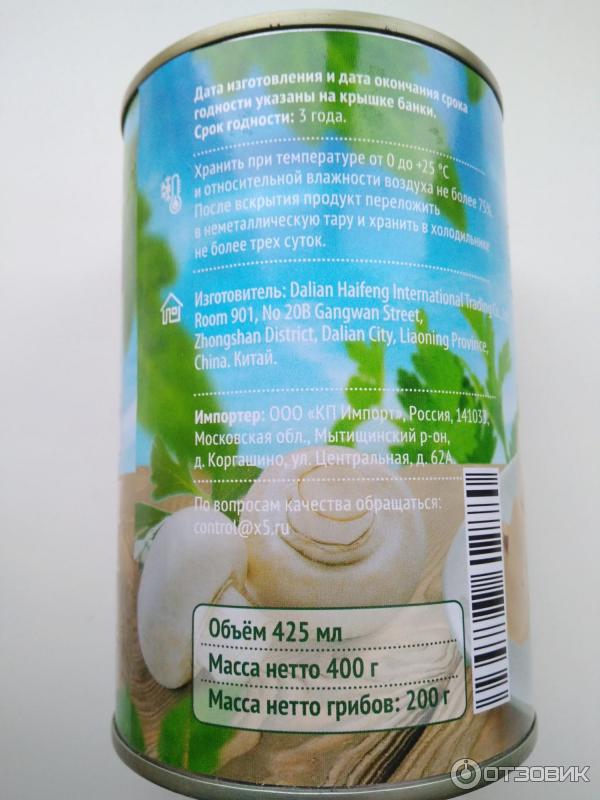 Дата изготовления и дата окончания срока
годности указаны на крышке банки.
Срок годности: 3 года.
Хранить при температуре от 0 до +25 °C
и относительной влажности воздуха не более 75%.
После вскрытия продукт переложить
в неметаллическую тару и хранить в холодильнике
не более трех суток.
Изготовитель: Dalian Haifeng International Trading Co.,
Room 901, No 20B Gangwan Street,
Zhongshan District, Dalian City, Liaoning Province,
China. Китай.
Импортер: ООО «КП Импорт», Россия,
Московская обл., Мытищинский р-он,
д. Коргашино, ул. Центральная, д. 62А.
По вопросам качества обращаться:
control@x5.ru
Объём 425 мл
Масса нетто 400 г
Масса нетто грибов: 200 г
ОТЗОВИК